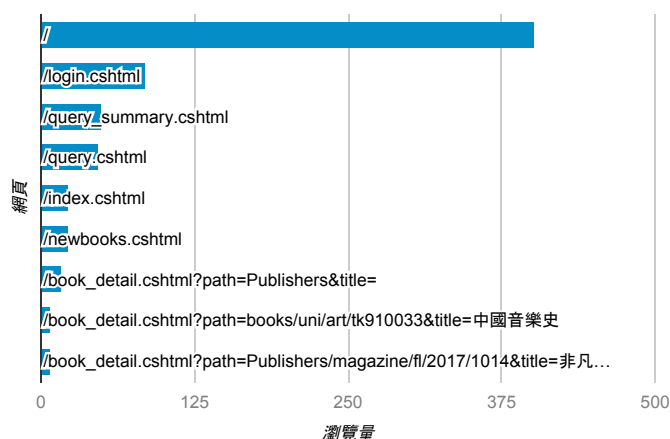 /
/login.cshtml
/query_summary.cshtml
/query.cshtml
/index.cshtml
/newbooks.cshtml
/book_detail.cshtml?path=Publishers&title=
/book_detail.cshtml?path=books/uni/art/tk910033&title=中國音樂史
/book_detail.cshtml?path=Publishers/magazine/fl/2017/1014&title=非凡…
網頁
0 125 250 375 500
瀏覽量